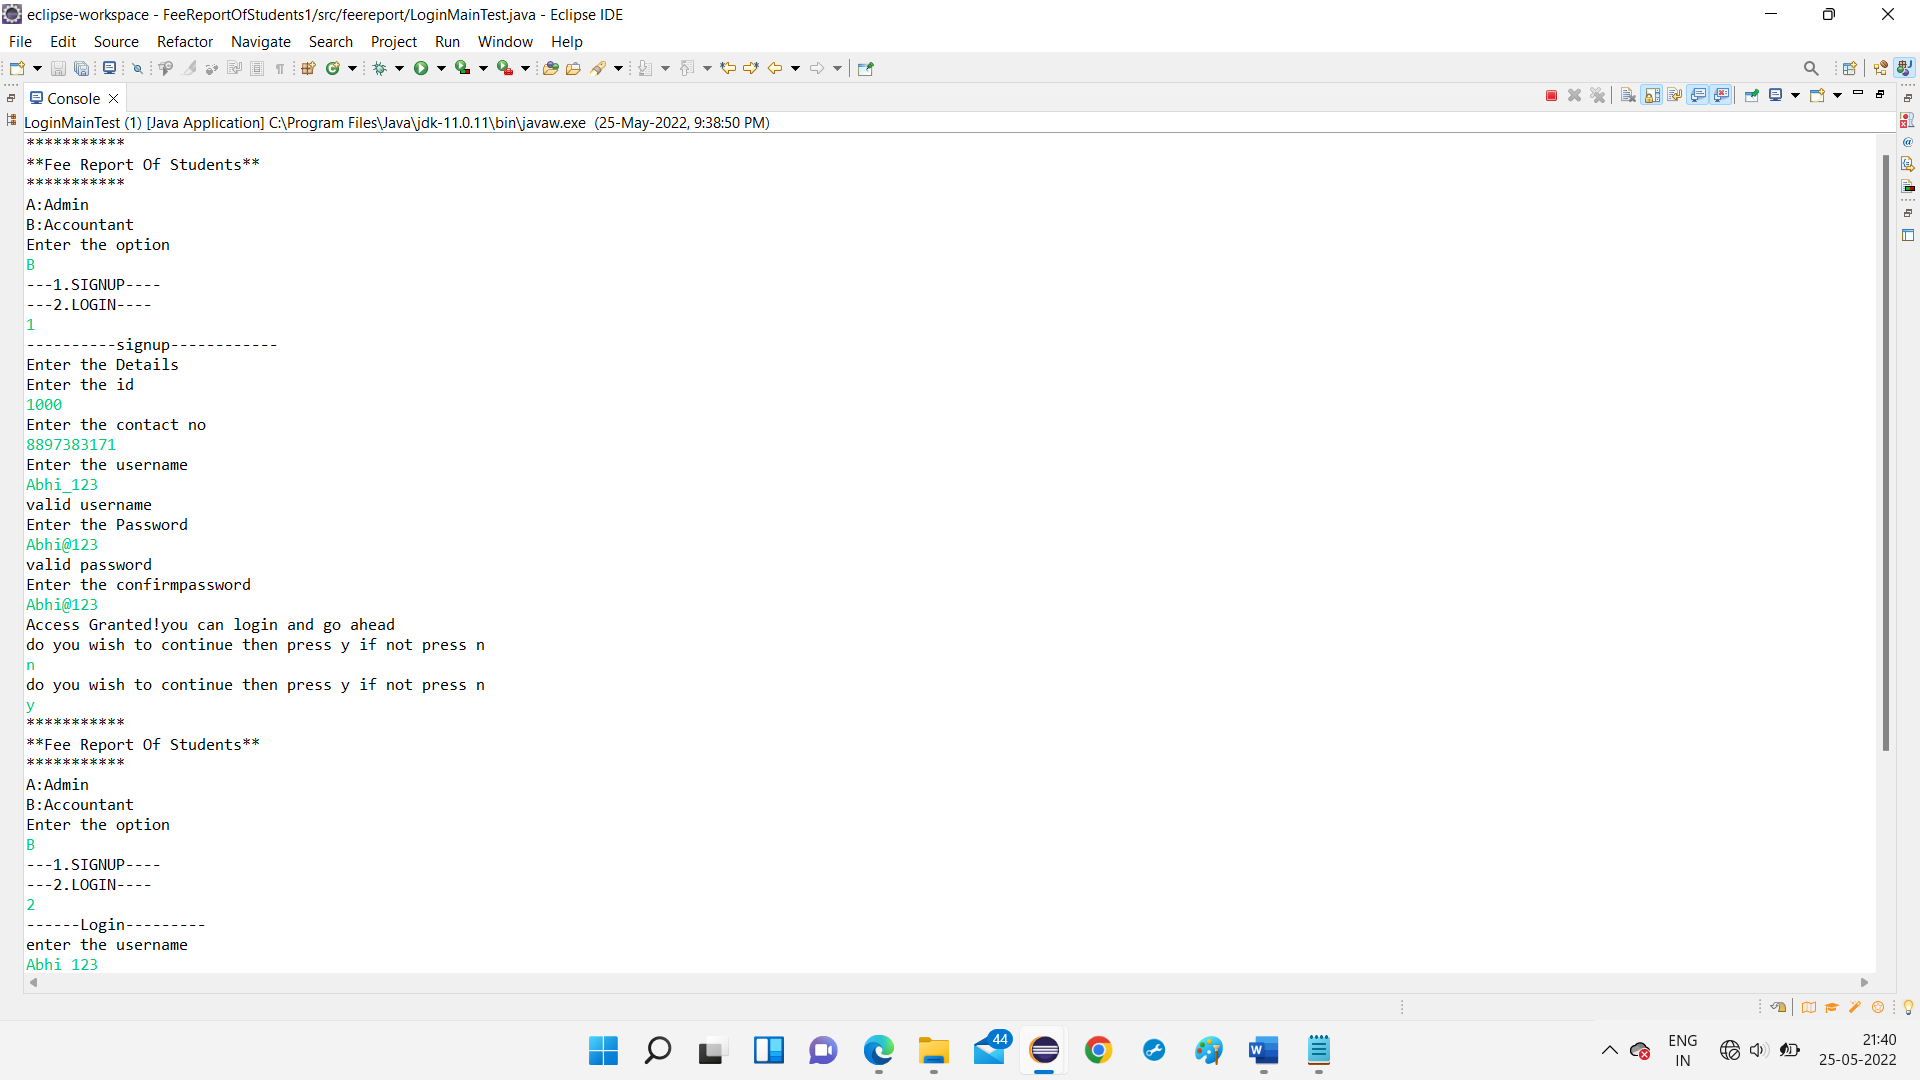 eclipse-workspace - FeeReportOfStudents1/src/feereport/LoginMainTest.java - Eclipse IDE
File Edit Source Refactor Navigate Search Project Run Window Help
Console
LoginMainTest (1) [Java Application] C:\Program Files\Java\jdk-11.0.11\bin\javaw.exe (25-May-2022, 9:38:50 PM)
***********
**Fee Report Of Students**
***********
A:Admin
B:Accountant
Enter the option
B
---1.SIGNUP----
---2.LOGIN----
1
----------signup------------
Enter the Details
Enter the id
1000
Enter the contact no
8897383171
Enter the username
Abhi_123
valid username
Enter the Password
Abhi@123
valid password
Enter the confirmpassword
Abhi@123
Access Granted!you can login and go ahead
do you wish to continue then press y if not press n
n
do you wish to continue then press y if not press n
y
***********
**Fee Report Of Students**
***********
A:Admin
B:Accountant
Enter the option
B
---1.SIGNUP----
---2.LOGIN----
2
------Login---------
enter the username
Abhi 123
44
ENG
IN
21:40
25-05-2022